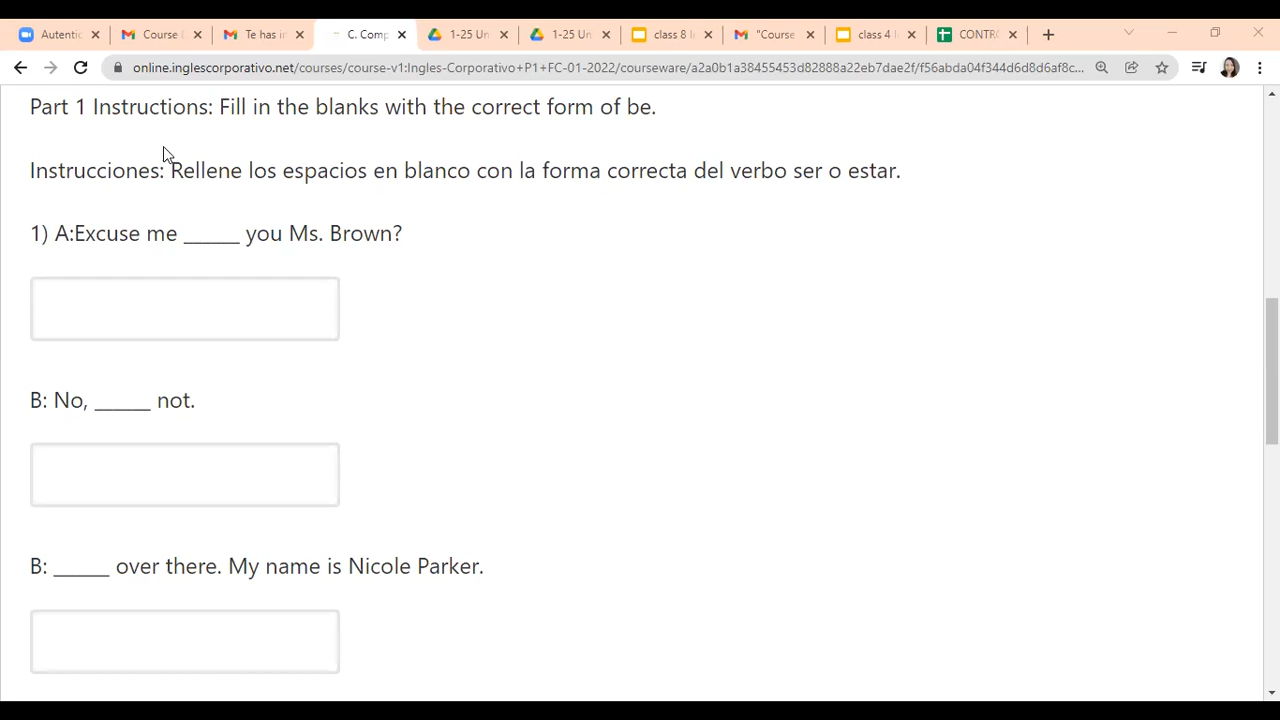 Autentic
Course
Te has i
C. Comp
1-25 Un
1-25 Un
class 8 I
"Course
class 4 I
CONTR
online.inglescorporativo.net/courses/course-v1:Ingles-Corporativo+P1+FC-01-2022/courseware/a2a0b1a38455453d82888a22eb7dae2f/f56abda04f344d6d8d6af8c...
Part 1 Instructions: Fill in the blanks with the correct form of be.
Instrucciones: Rellene los espacios en blanco con la forma correcta del verbo ser o estar.
1) A:Excuse me ______ you Ms. Brown?
B: No, ______ not.
B: ______ over there. My name is Nicole Parker.